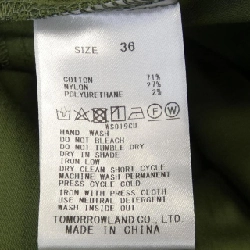 SIZE 36
COTTON 71%
NYLON 27%
POLYURETHANE 2%
HAND WASH
DO NOT BLEACH
DO NOT TUMBLE DRY
DRY IN SHADE
IRON LOW
DRY CLEAN SHORT CYCLE
MACHINE WASH PERMANENT
PRESS COLD GENTLE CYCLE
IRON WITH PRESS CLOTH
USE NEUTRAL DETERGENT
WASH INSIDE OUT
TOMORROWLAND CO., LTD.
MADE IN CHINA